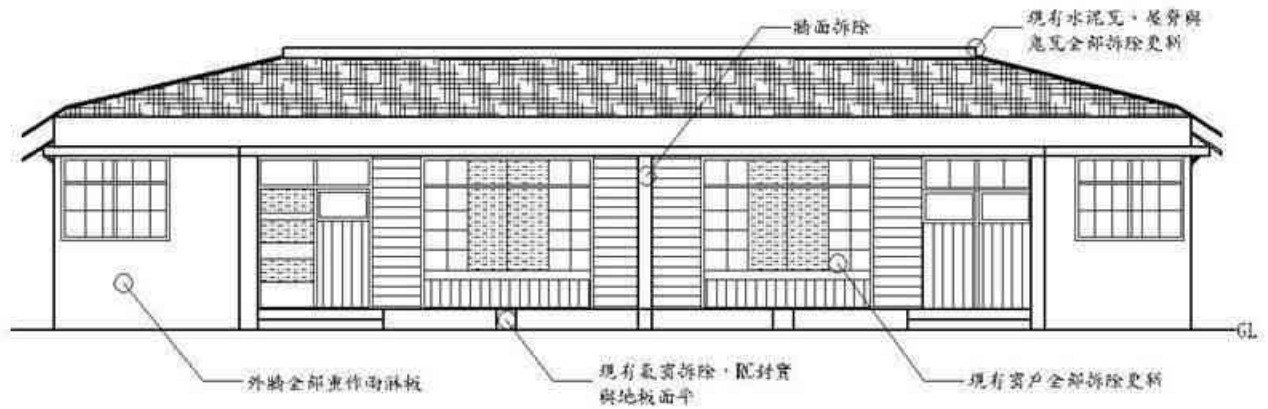 牆面拆除
現有水泥瓦、屋脊與
鬼瓦全部拆除更新
GL
外牆全部重作雨淋板
現有氣窗拆除，RC封實
與地板面平
現有窗戶全部拆除更新